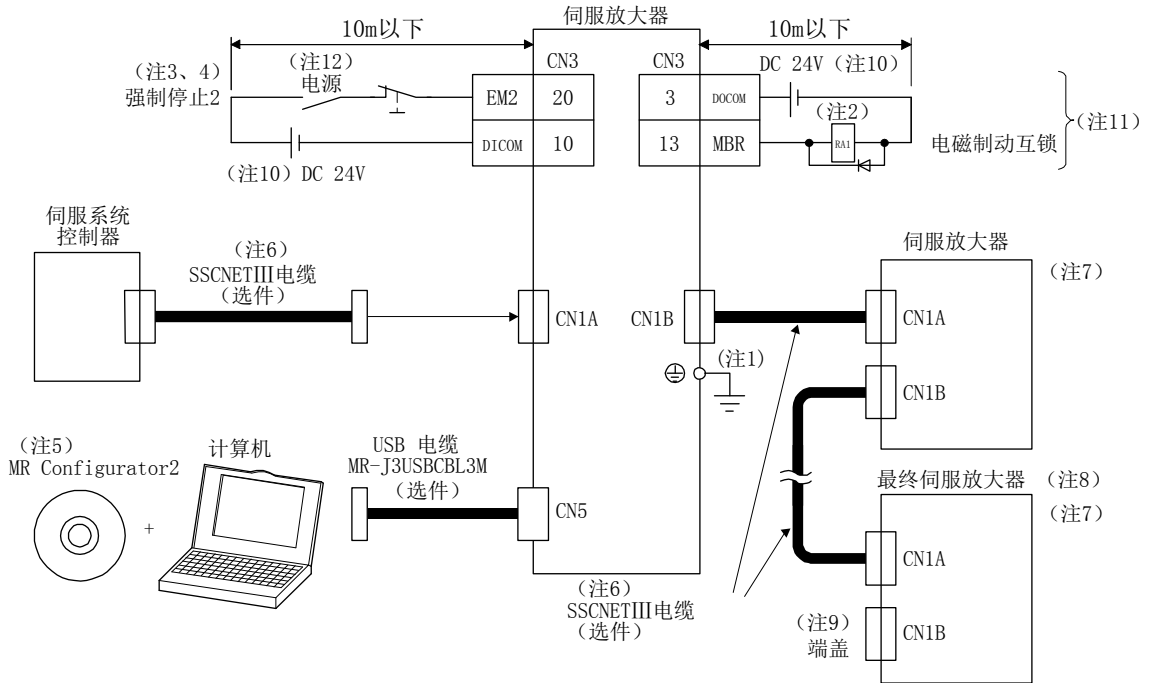 伺服放大器
10m以下
10m以下
(注3、4)
强制停止2
(注12)
电源
CN3
CN3
DC 24V（注10）
EM2
20
3
DOCOM
(注2)
DICOM
10
13
MBR
RA1
电磁制动互锁
(注11)
(注10) DC 24V
伺服系统
控制器
(注6)
SSCNETⅢ电缆
(选件)
CN1A
CN1B
伺服放大器
(注7)
CN1A
(注1)
CN1B
(注5)
MR Configurator2
+
计算机
USB 电缆
MR-J3USBCBL3M
(选件)
CN5
最终伺服放大器
(注8)
(注7)
CN1A
(注6)
SSCNETⅢ电缆
(选件)
(注9)
端盖
CN1B